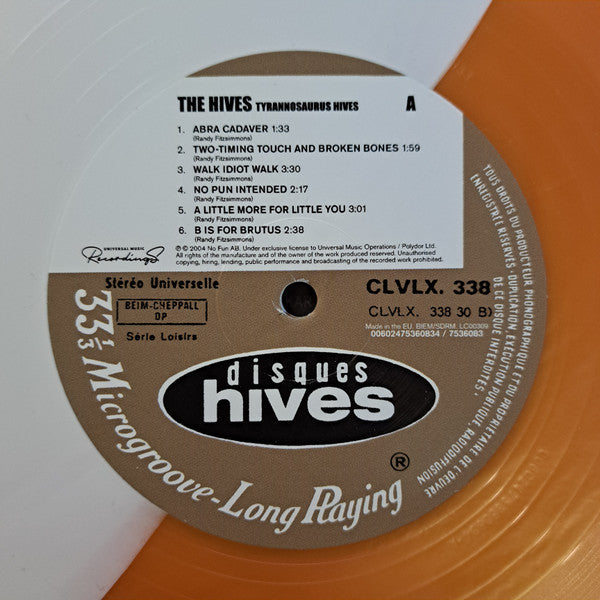 THE HIVES TYRANNOSAURUS HIVES A
1. ABRA CADAVER 1:33
(Randy Fitzsimmons)
2. TWO-TIMING TOUCH AND BROKEN BONES 1:59
(Randy Fitzsimmons)
3. WALK IDIOT WALK 3:30
(Randy Fitzsimmons)
4. NO PUN INTENDED 2:17
(Randy Fitzsimmons)
5. A LITTLE MORE FOR LITTLE YOU 3:01
(Randy Fitzsimmons)
6. B IS FOR BRUTUS 2:38
(Randy Fitzsimmons)
UNIVERSAL MUSIC
Recordings
℗ © 2004 No Fun AB. Under exclusive license to Universal Music Operations / Polydor Ltd.
All rights of the manufacture and of the owner of the work produced reserved. Unauthorised
copying, hiring, lending, public performance and broadcasting of the recorded work prohibited.
Stéréo Universelle
BEIM-CHEPPALL
DP
Série Loisirs
CLVLX. 338
CLVLX. 338 30 B)
Made in the EU. BIEM/SDRM. LC00309
00602475360834 / 7536083
disques
hives
®
33 1/3 Microgroove-Long Playing
TOUS DROITS DU PRODUCTEUR PHONOGRAPHIQUE ET DU PROPRIETAIRE DE L'OEUVRE
ENREGISTRÉE RÉSERVÉS - DUPLICATION, EXECUTION PUBLIQUE, RADIODIFFUSION
DE CE DISQUE INTERDITES -